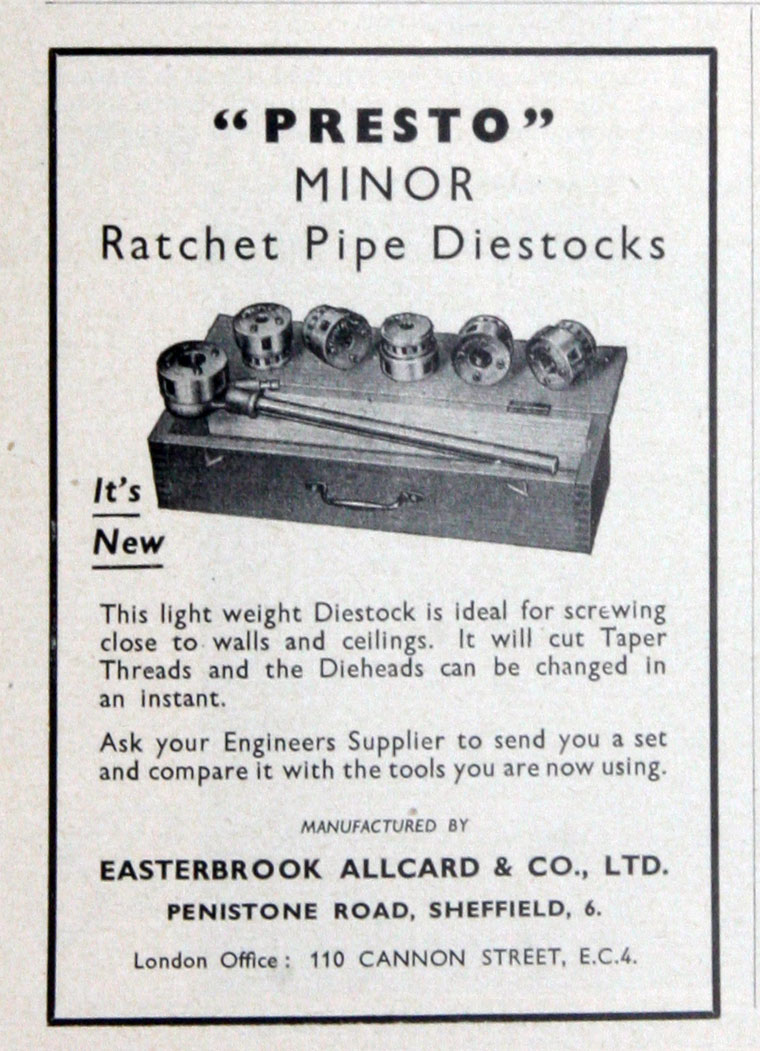 “PRESTO”
MINOR
Ratchet Pipe Diestocks
It's
New
This light weight Diestock is ideal for screwing
close to walls and ceilings. It will cut Taper
Threads and the Dieheads can be changed in
an instant.
Ask your Engineers Supplier to send you a set
and compare it with the tools you are now using.
MANUFACTURED BY
EASTERBROOK ALLCARD & CO., LTD.
PENISTONE ROAD, SHEFFIELD, 6.
London Office : 110 CANNON STREET, E.C.4.